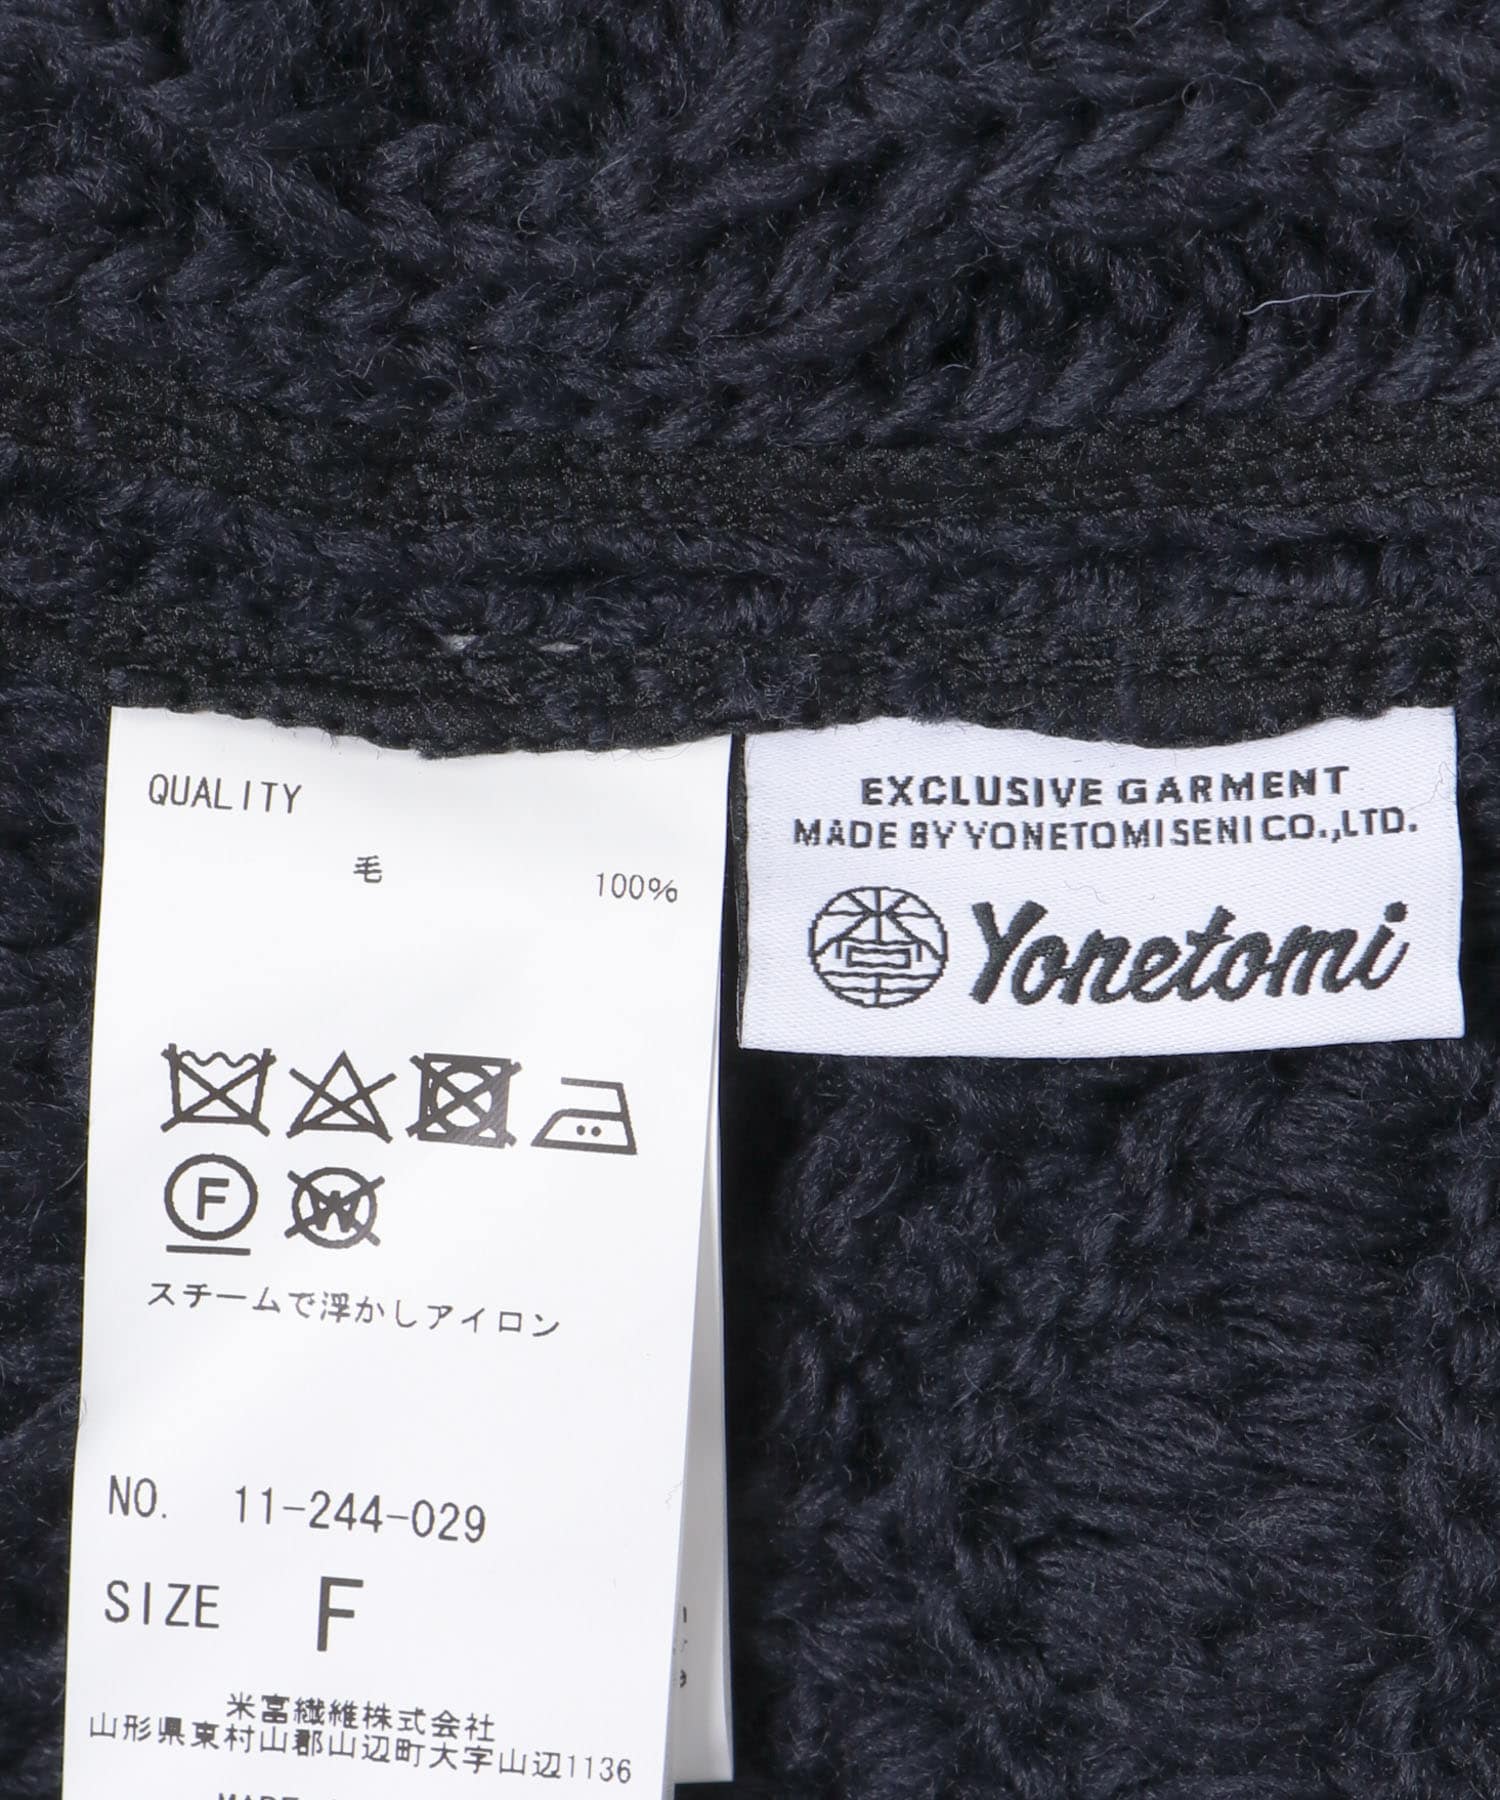 QUALITY
毛 100%
F
W
スチームで浮かしアイロン
NO. 11-244-029
SIZE F
米富繊維株式会社
山形県東村山郡山辺町大字山辺1136
EXCLUSIVE GARMENT
MADE BY YONETOMISENI CO.,LTD.
Yonetomi